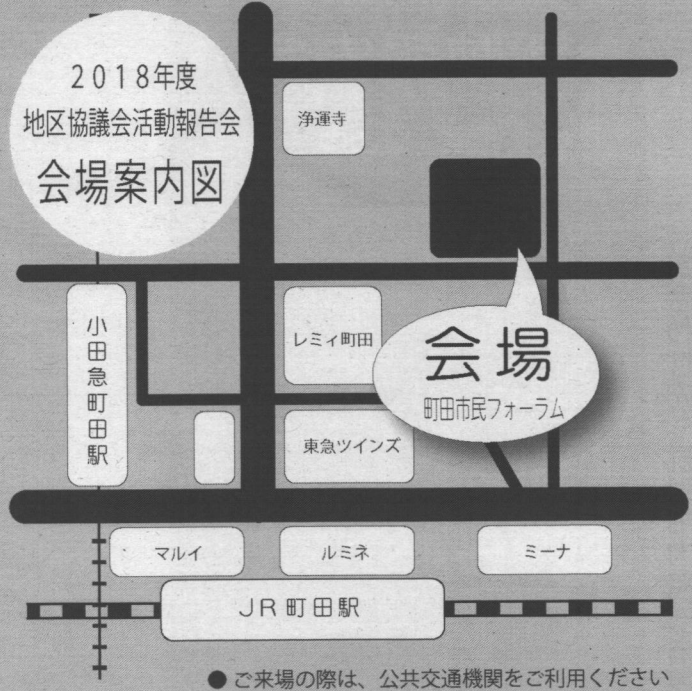 2018年度
地区協議会活動報告会
会場案内図
浄運寺
小田急町田駅
レミィ町田
会場
町田市民フォーラム
東急ツインズ
マルイ
ルミネ
ミーナ
JR町田駅
●ご来場の際は、公共交通機関をご利用ください